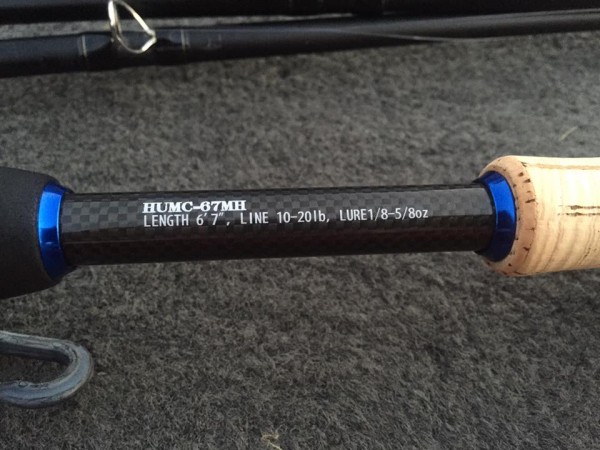 HUMC-67MH
LENGTH 6'7", LINE 10-20lb, LURE1/8-5/8oz